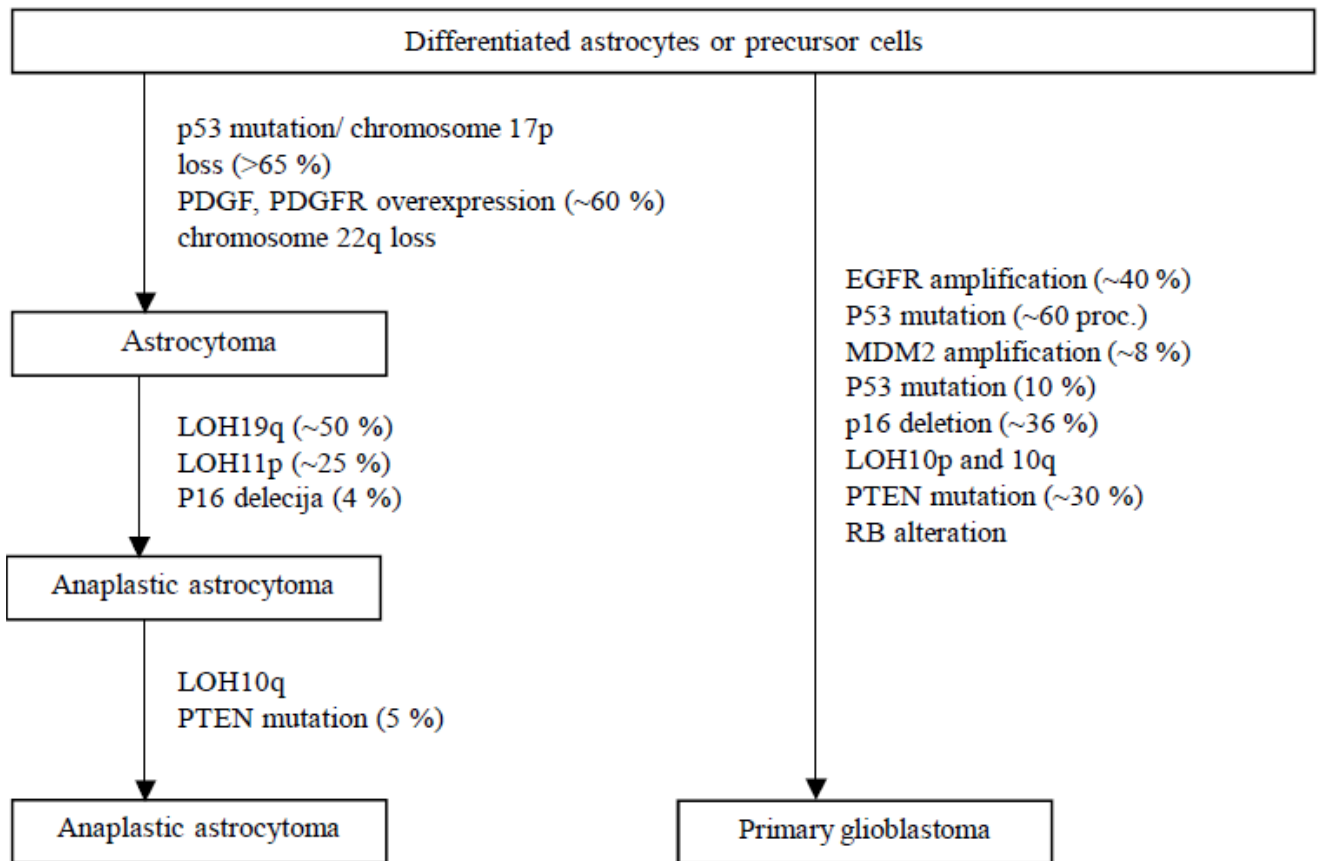 Differentiated astrocytes or precursor cells
p53 mutation/ chromosome 17p
loss (>65 %)
PDGF, PDGFR overexpression (~60 %)
chromosome 22q loss
Astrocytoma
LOH19q (~50 %)
LOH11p (~25 %)
P16 delecija (4 %)
Anaplastic astrocytoma
LOH10q
PTEN mutation (5 %)
Anaplastic astrocytoma
EGFR amplification (~40 %)
P53 mutation (~60 proc.)
MDM2 amplification (~8 %)
P53 mutation (10 %)
p16 deletion (~36 %)
LOH10p and 10q
PTEN mutation (~30 %)
RB alteration
Primary glioblastoma